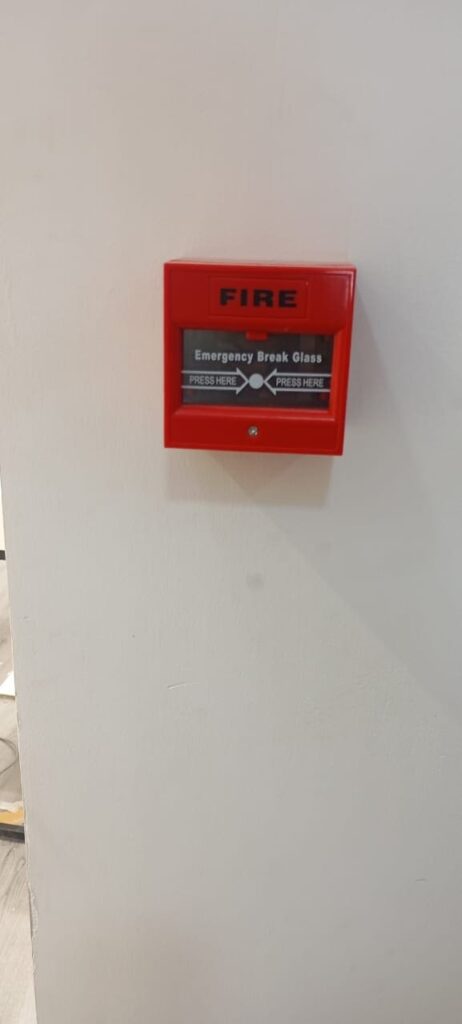 FIRE
Emergency Break Glass
PRESS HERE PRESS HERE